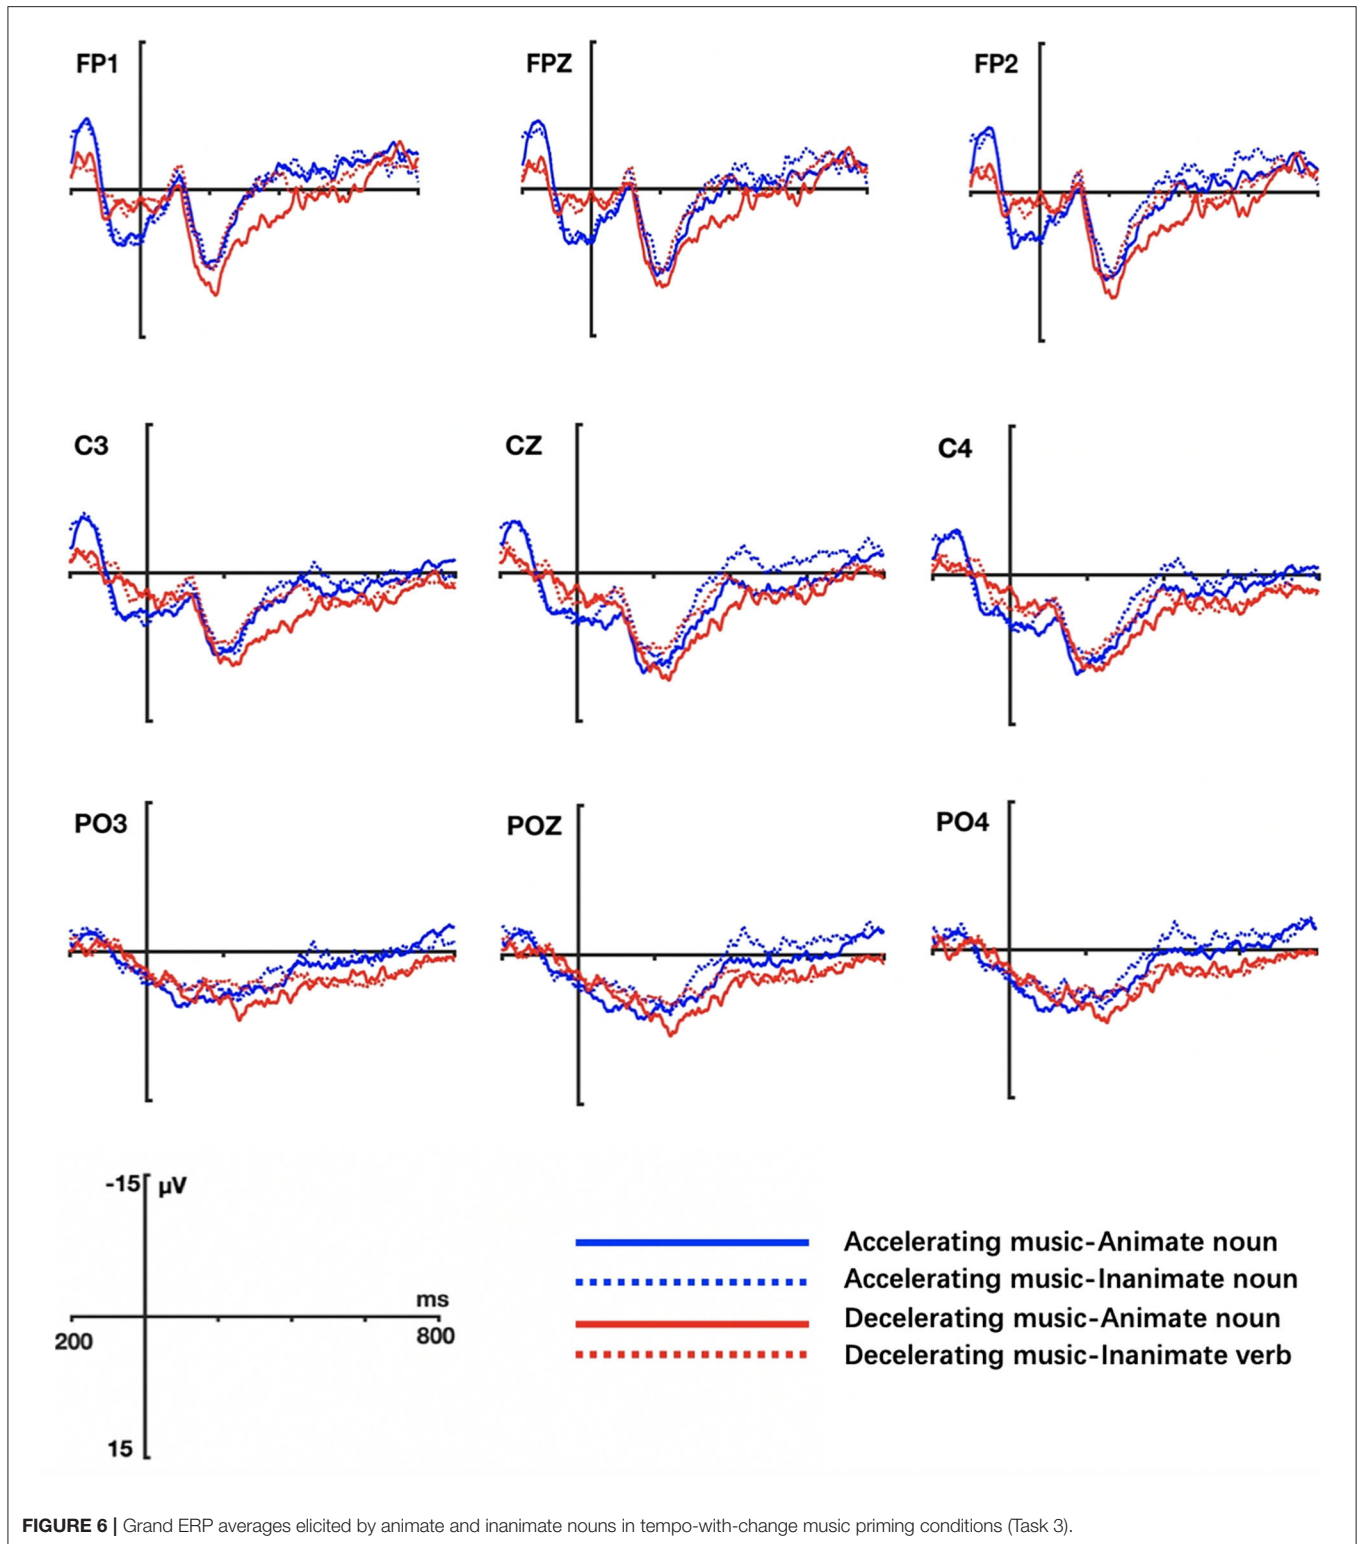 FP1
FPZ
FP2
C3
CZ
C4
PO3
POZ
PO4
-15 µV
ms
200
800
15
Accelerating music-Animate noun
Accelerating music-Inanimate noun
Decelerating music-Animate noun
Decelerating music-Inanimate verb
FIGURE 6 | Grand ERP averages elicited by animate and inanimate nouns in tempo-with-change music priming conditions (Task 3).